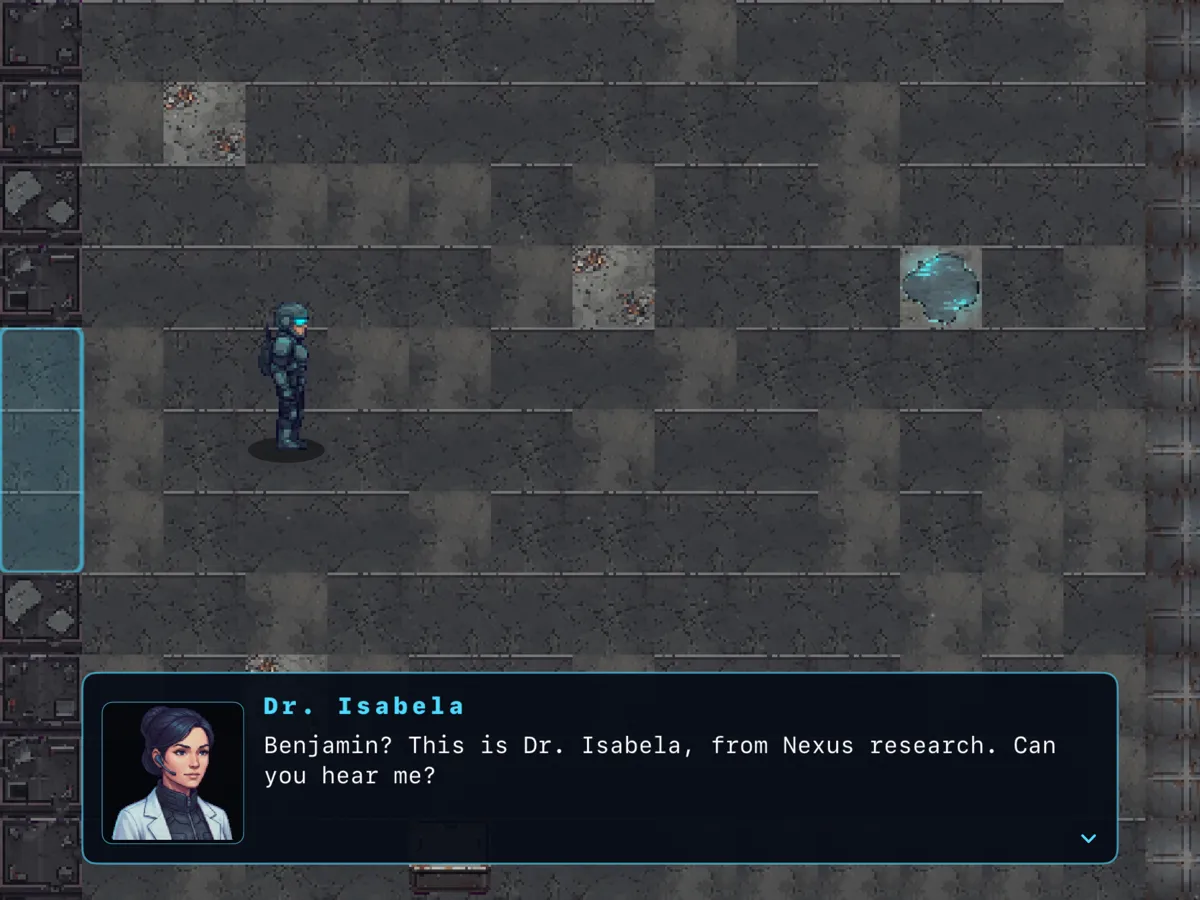 Dr. Isabela
Benjamin? This is Dr. Isabela, from Nexus research. Can
you hear me?